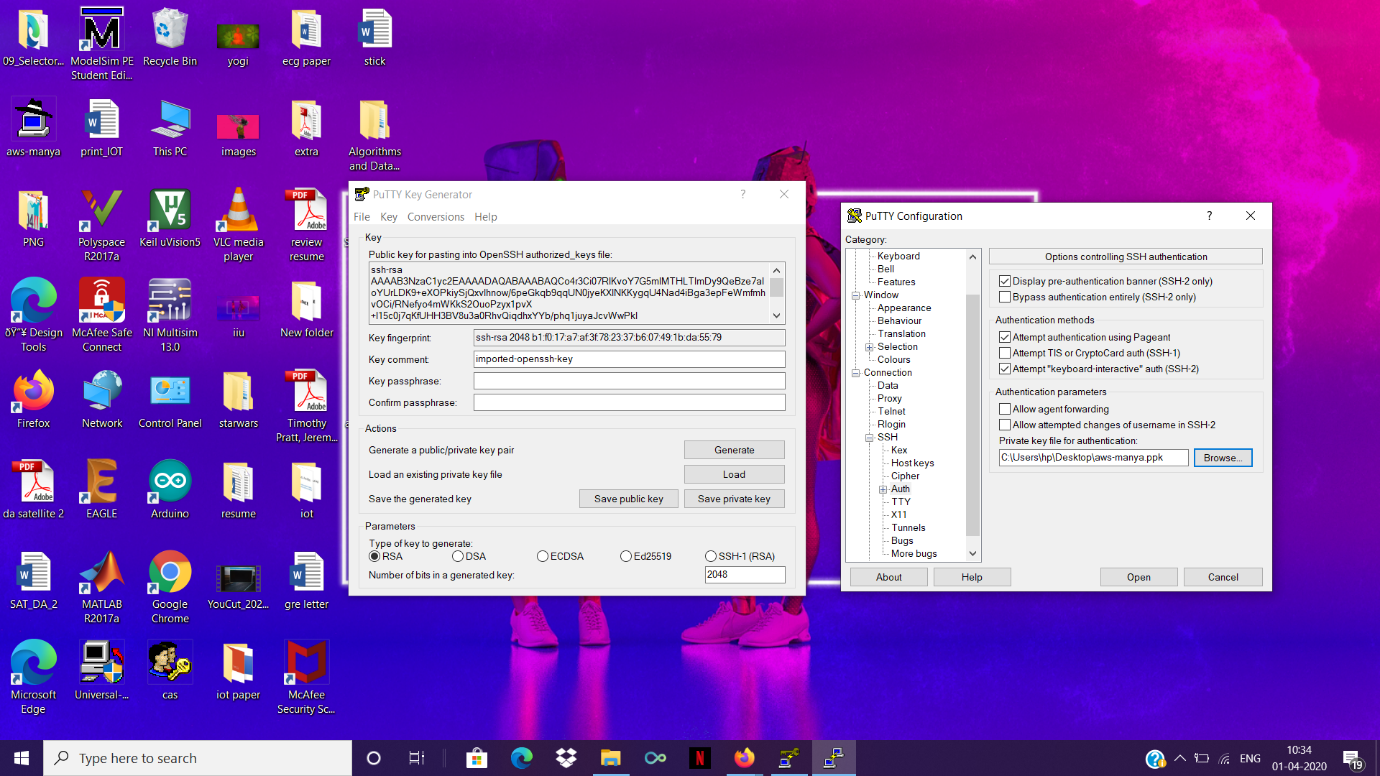 09_Selector...
ModelSim PE
Student Edi...
Recycle Bin
yogi
ecg paper
stick
aws-manya
print_IOT
This PC
images
extra
Algorithms
and Data...
PNG
Polyspace
R2017a
Keil uVision5
VLC media
player
review
resume
ðŸ"¥ Design
Tools
McAfee Safe
Connect
NI Multisim
13.0
iiu
New folder
Firefox
Network
Control Panel
starwars
Timothy
Pratt, Jerem...
da satellite 2
EAGLE
Arduino
resume
iot
SAT_DA_2
MATLAB
R2017a
Google
Chrome
YouCut_202...
gre letter
Microsoft
Edge
Universal-...
cas
iot paper
McAfee
Security Sc...
PuTTY Key Generator
File Key Conversions Help
Key
Public key for pasting into OpenSSH authorized_keys file:
ssh-rsa
+l15c0j7qKfUHH3BV8u3a0RhvQiqdhxYYb/phq1juyaJcvWwPkI
Key fingerprint:
ssh-rsa 2048 b1:f0:17:a7:af:3f:78:23:37:b6:07:49:1b:da:55:79
Key comment:
imported-openssh-key
Key passphrase:
Confirm passphrase:
Actions
Generate a public/private key pair
Generate
Load an existing private key file
Load
Save the generated key
Save public key
Save private key
Parameters
Type of key to generate:
RSA DSA ECDSA Ed25519 SSH-1 (RSA)
Number of bits in a generated key:
2048
PuTTY Configuration
Category:
Keyboard
Bell
Features
Window
Appearance
Behaviour
Translation
Selection
Colours
Connection
Data
Proxy
Telnet
Rlogin
SSH
Kex
Host keys
Cipher
Auth
TTY
X11
Tunnels
Bugs
More bugs
Options controlling SSH authentication
Display pre-authentication banner (SSH-2 only)
Bypass authentication entirely (SSH-2 only)
Authentication methods
Attempt authentication using Pageant
Attempt TIS or CryptoCard auth (SSH-1)
Attempt "keyboard-interactive" auth (SSH-2)
Authentication parameters
Allow agent forwarding
Allow attempted changes of username in SSH-2
Private key file for authentication:
C:\Users\hp\Desktop\aws-manya.ppk
Browse...
About
Help
Open
Cancel
Type here to search
ENG
10:34
01-04-2020
19